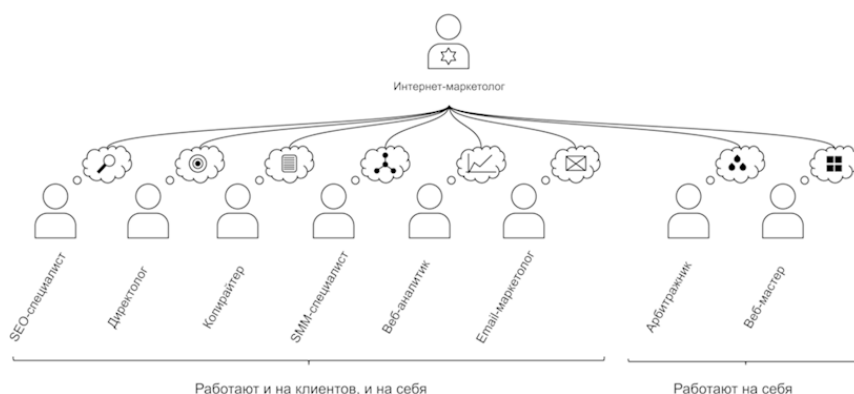 Интернет-маркетолог
SEO-специалист
Директолог
Копирайтер
SMM-специалист
Веб-аналитик
Email-маркетолог
Арбитражник
Веб-мастер
Работают и на клиентов, и на себя
Работают на себя